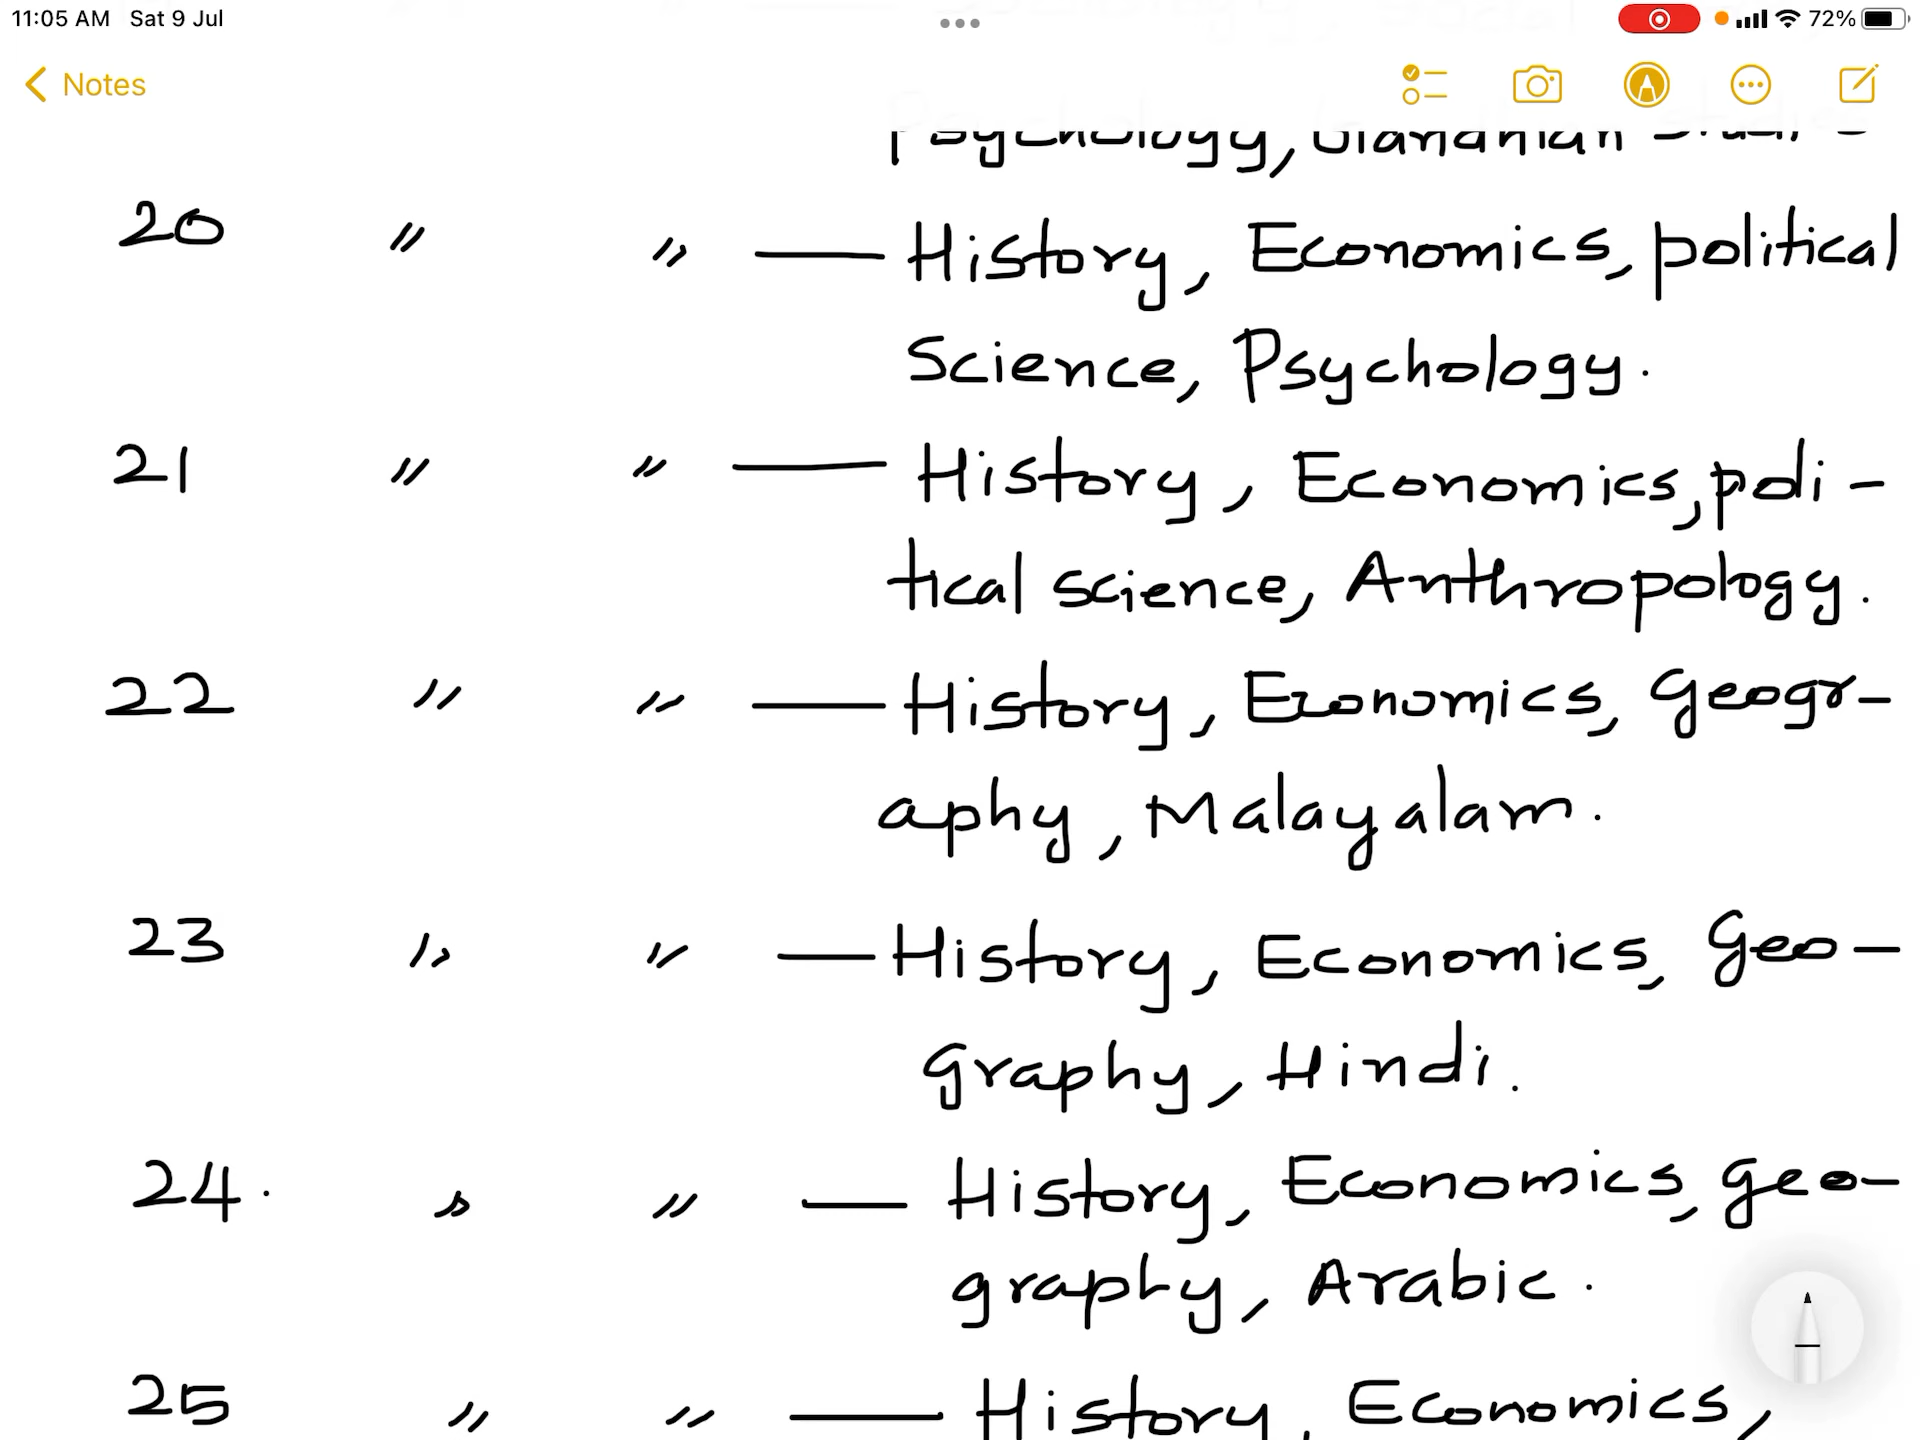 11:05 AM Sat 9 Jul 72%
Notes
Psychology,
20 " " — History, Economics, political
Science, Psychology.
21 " " — History, Economics, poli-
tical science, Anthropology.
22 " " — History, Economics, Geogr-
aphy, Malayalam.
23 " " — History, Economics, Geo-
graphy, Hindi.
24. " " — History, Economics, geo-
graphy, Arabic.
25 " " — History, Economics,